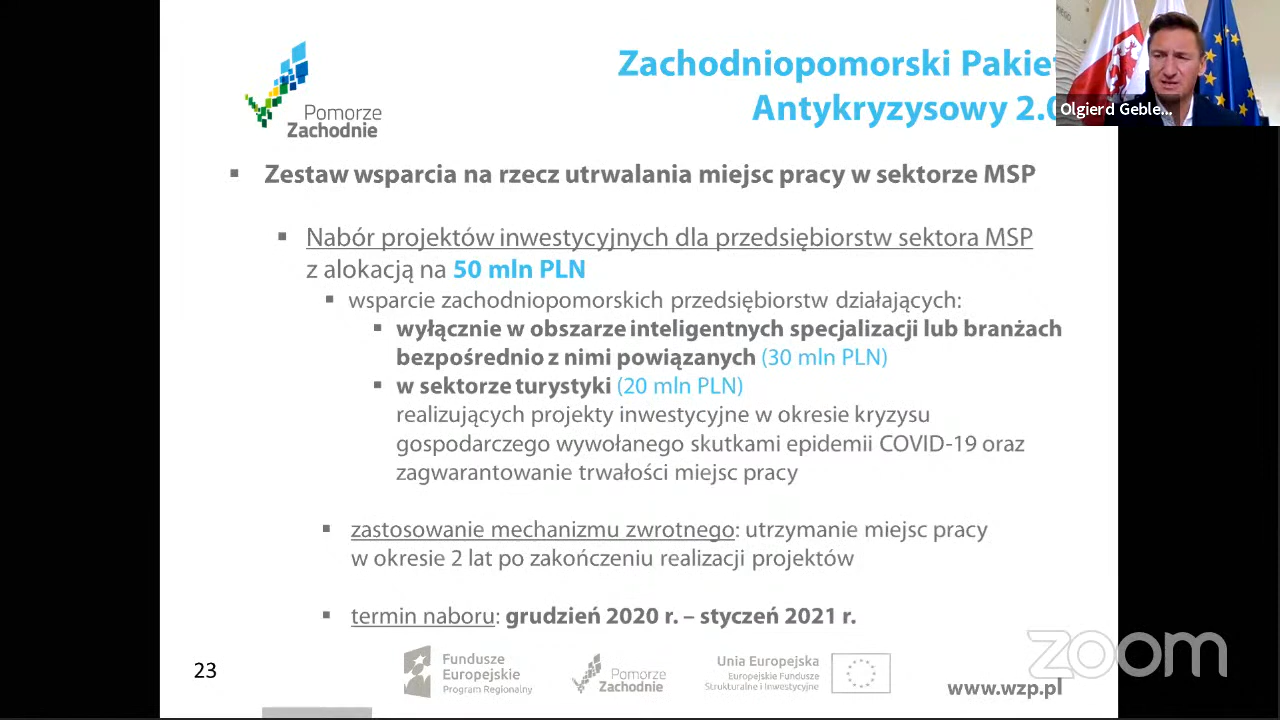 Zachodniopomorski Pakiet
Antykryzysowy 2.0
Olgierd Geble...
Pomorze
Zachodnie
▪ Zestaw wsparcia na rzecz utrwalania miejsc pracy w sektorze MSP
▪ Nabór projektów inwestycyjnych dla przedsiębiorstw sektora MSP
z alokacją na 50 mln PLN
▪ wsparcie zachodniopomorskich przedsiębiorstw działających:
▪ wyłącznie w obszarze inteligentnych specjalizacji lub branżach
bezpośrednio z nimi powiązanych (30 mln PLN)
▪ w sektorze turystyki (20 mln PLN)
realizujących projekty inwestycyjne w okresie kryzysu
gospodarczego wywołanego skutkami epidemii COVID-19 oraz
zagwarantowanie trwałości miejsc pracy
▪ zastosowanie mechanizmu zwrotnego: utrzymanie miejsc pracy
w okresie 2 lat po zakończeniu realizacji projektów
▪ termin naboru: grudzień 2020 r. – styczeń 2021 r.
23
Fundusze
Europejskie
Program Regionalny
Pomorze
Zachodnie
Unia Europejska
Europejskie Fundusze
Strukturalne i Inwestycyjne
www.wzp.pl
zoom